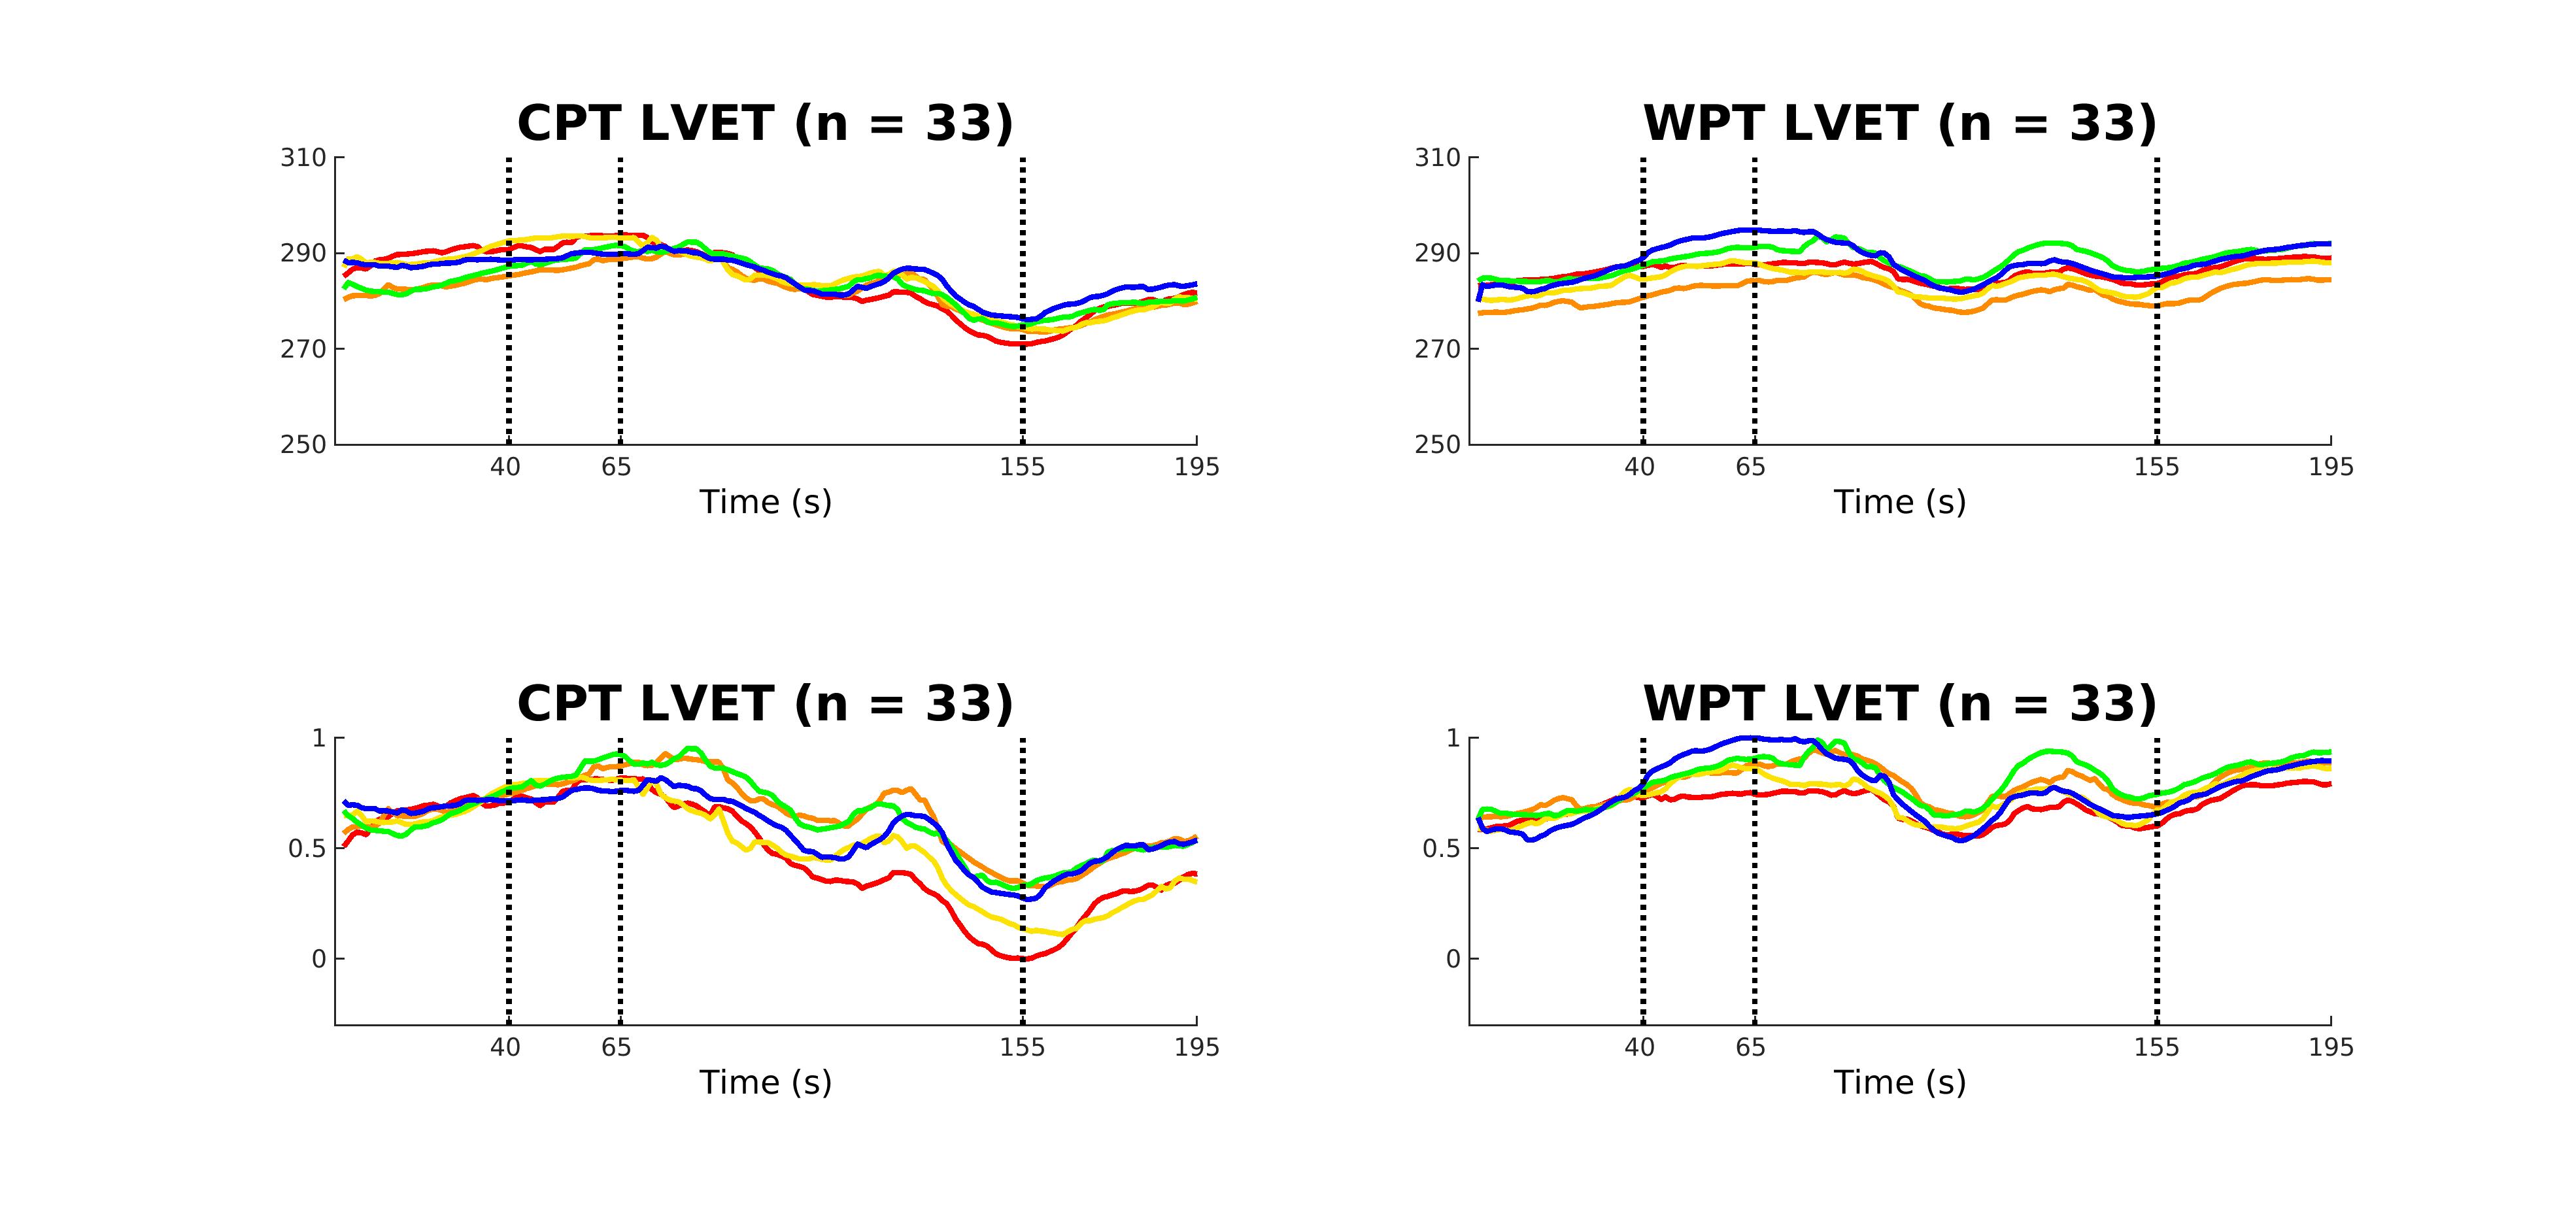 CPT LVET (n = 33)
310
290
270
250
40 65 155 195
Time (s)
WPT LVET (n = 33)
310
290
270
250
40 65 155 195
Time (s)
CPT LVET (n = 33)
1
0.5
0
40 65 155 195
Time (s)
WPT LVET (n = 33)
1
0.5
0
40 65 155 195
Time (s)